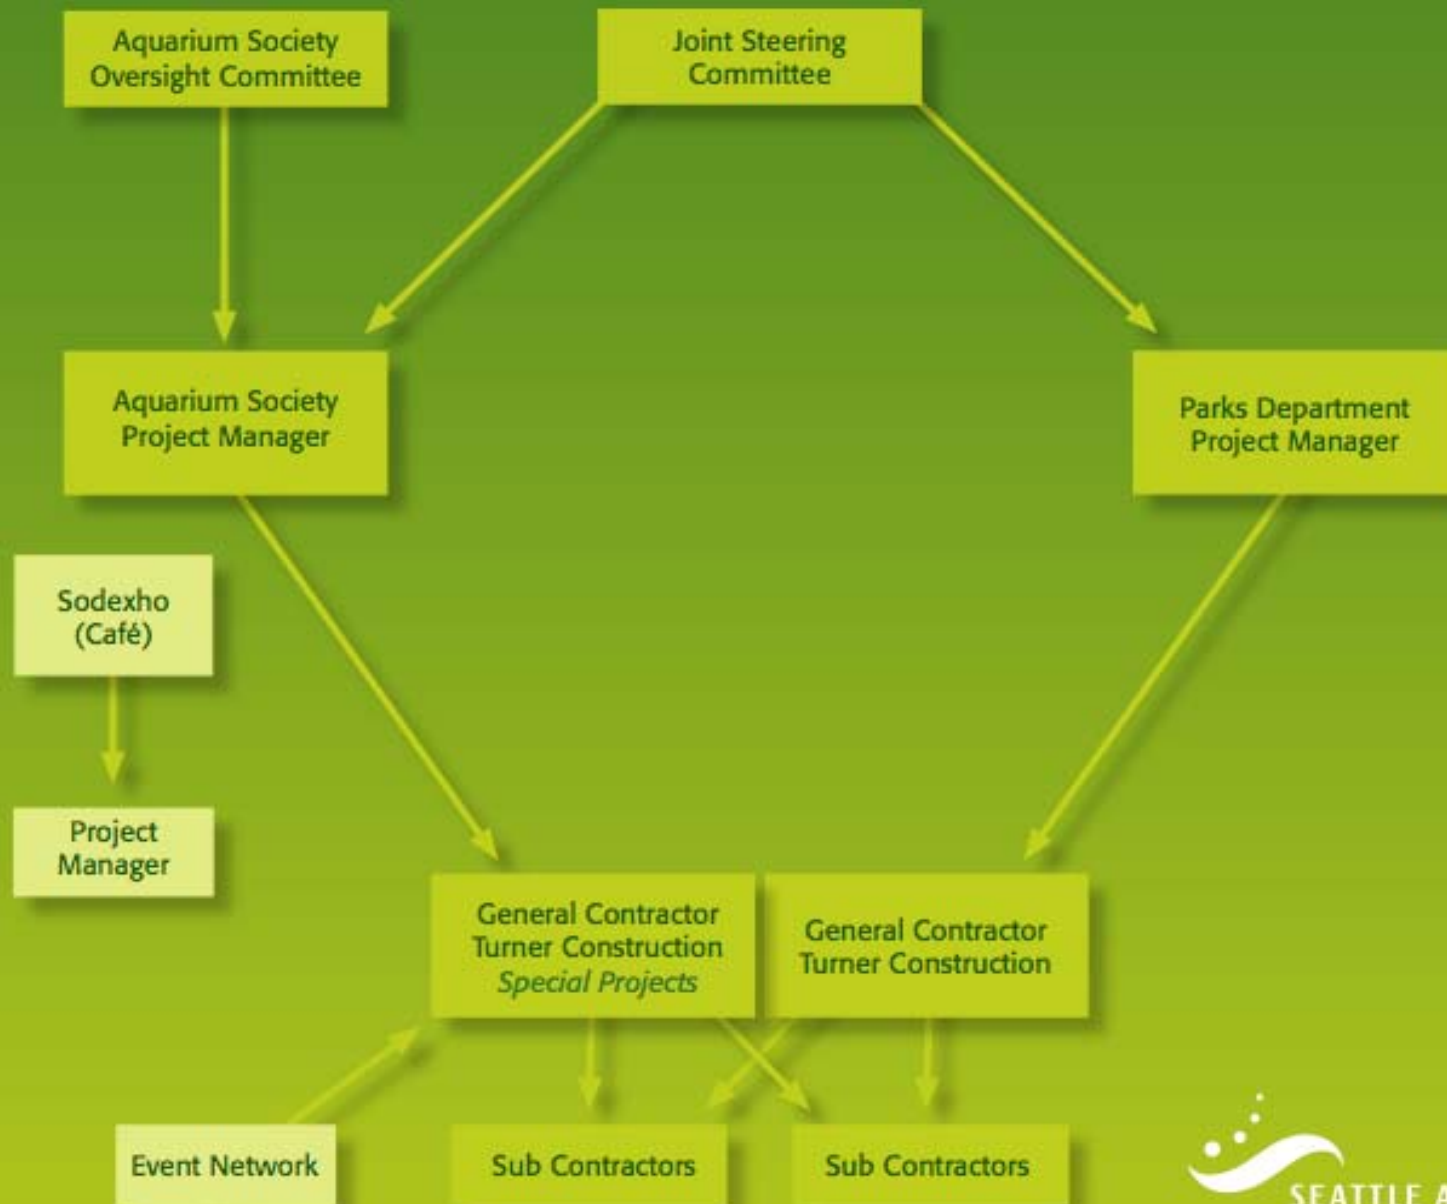 Aquarium Society
Oversight Committee
Joint Steering
Committee
Aquarium Society
Project Manager
Parks Department
Project Manager
Sodexho
(Café)
Project
Manager
General Contractor
Turner Construction
Special Projects
General Contractor
Turner Construction
Event Network
Sub Contractors
Sub Contractors
SEATTLE A